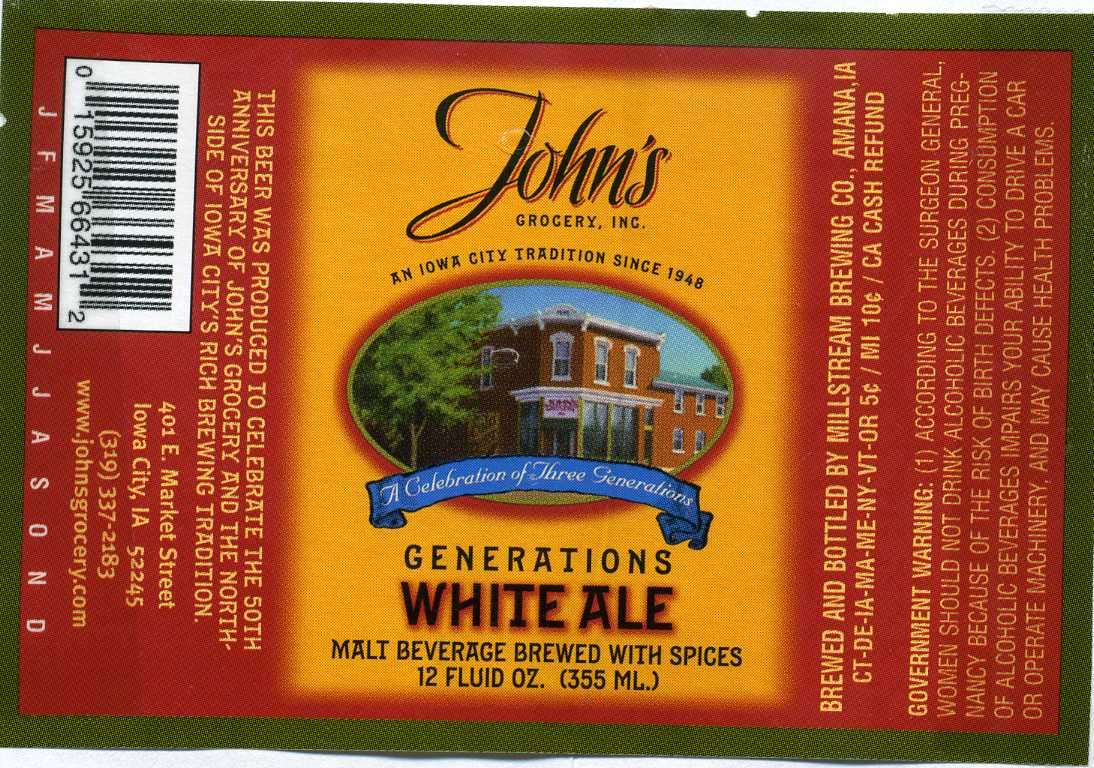 John's
GROCERY, INC.
AN IOWA CITY TRADITION SINCE 1948
A Celebration of Three Generations
GENERATIONS
WHITE ALE
MALT BEVERAGE BREWED WITH SPICES
12 FLUID OZ. (355 ML.)
THIS BEER WAS PRODUCED TO CELEBRATE THE 50TH
ANNIVERSARY OF JOHN'S GROCERY AND THE NORTH-
SIDE OF IOWA CITY'S RICH BREWING TRADITION.
401 E. Market Street
Iowa City, IA 52245
(319) 337-2183
www.johnsgrocery.com
0 15925 66431 2
J F M A M J J A S O N D
BREWED AND BOTTLED BY MILLSTREAM BREWING CO., AMANA, IA
CT-DE-IA-MA-ME-NY-VT-OR 5¢ / MI 10¢ / CA CASH REFUND
GOVERNMENT WARNING: (1) ACCORDING TO THE SURGEON GENERAL,
WOMEN SHOULD NOT DRINK ALCOHOLIC BEVERAGES DURING PREG-
NANCY BECAUSE OF THE RISK OF BIRTH DEFECTS. (2) CONSUMPTION
OF ALCOHOLIC BEVERAGES IMPAIRS YOUR ABILITY TO DRIVE A CAR
OR OPERATE MACHINERY, AND MAY CAUSE HEALTH PROBLEMS.